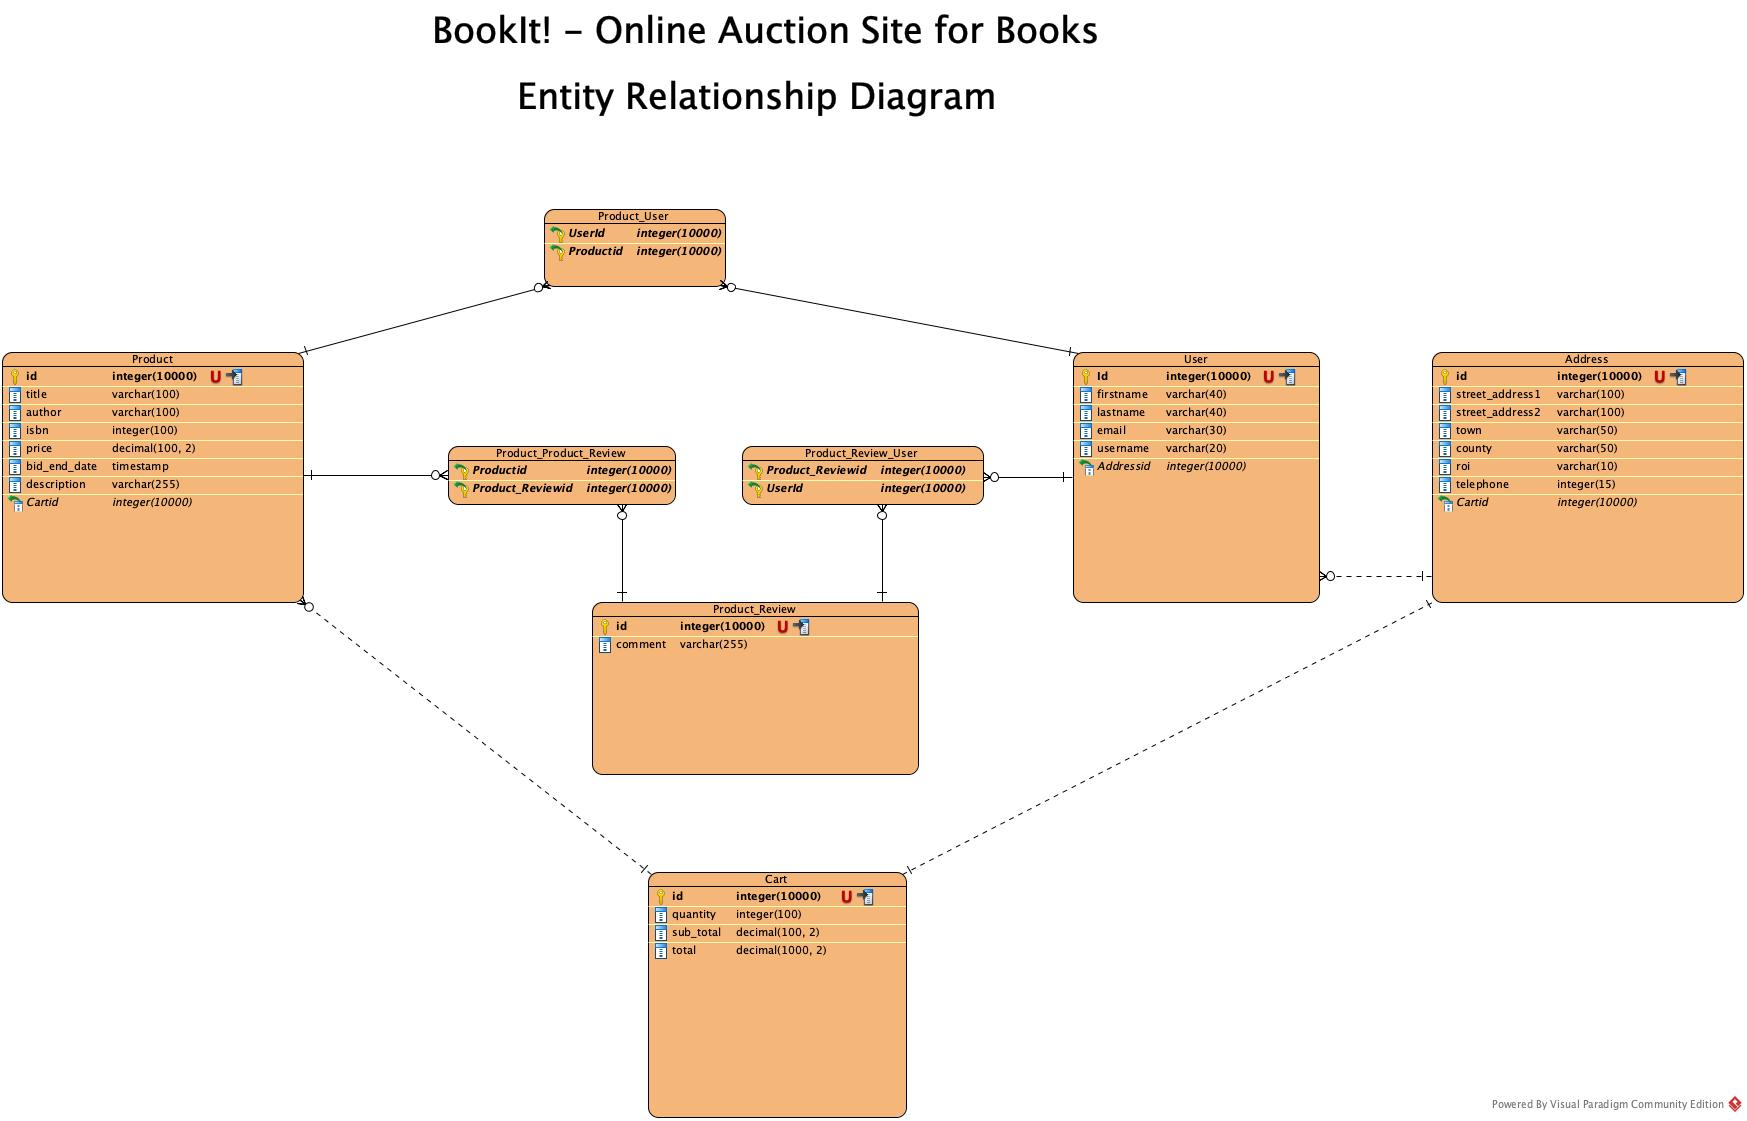 BookIt! – Online Auction Site for Books
Entity Relationship Diagram
Product_User
UserId integer(10000)
Productid integer(10000)
Product
id integer(10000) U
title varchar(100)
author varchar(100)
isbn integer(100)
price decimal(100, 2)
bid_end_date timestamp
description varchar(255)
Cartid integer(10000)
Product_Product_Review
Productid integer(10000)
Product_Reviewid integer(10000)
Product_Review_User
Product_Reviewid integer(10000)
UserId integer(10000)
User
Id integer(10000) U
firstname varchar(40)
lastname varchar(40)
email varchar(30)
username varchar(20)
Addressid integer(10000)
Address
id integer(10000) U
street_address1 varchar(100)
street_address2 varchar(100)
town varchar(50)
county varchar(50)
roi varchar(10)
telephone integer(15)
Cartid integer(10000)
Product_Review
id integer(10000) U
comment varchar(255)
Cart
id integer(10000) U
quantity integer(100)
sub_total decimal(100, 2)
total decimal(1000, 2)
Powered By Visual Paradigm Community Edition